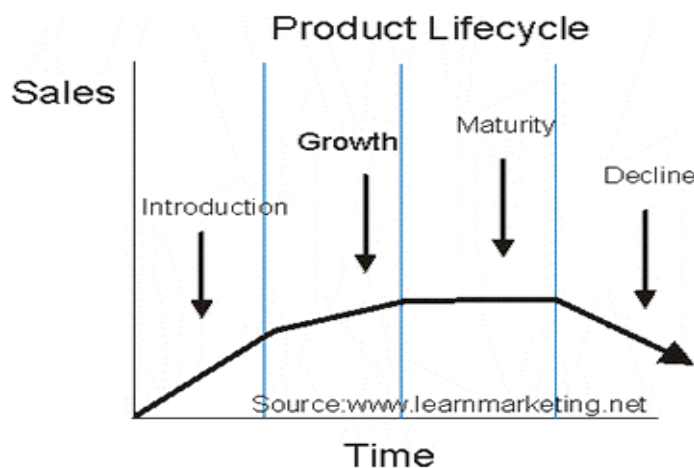 Product Lifecycle
Sales
Maturity
Growth
Decline
Introduction
Source:www.learnmarketing.net
Time